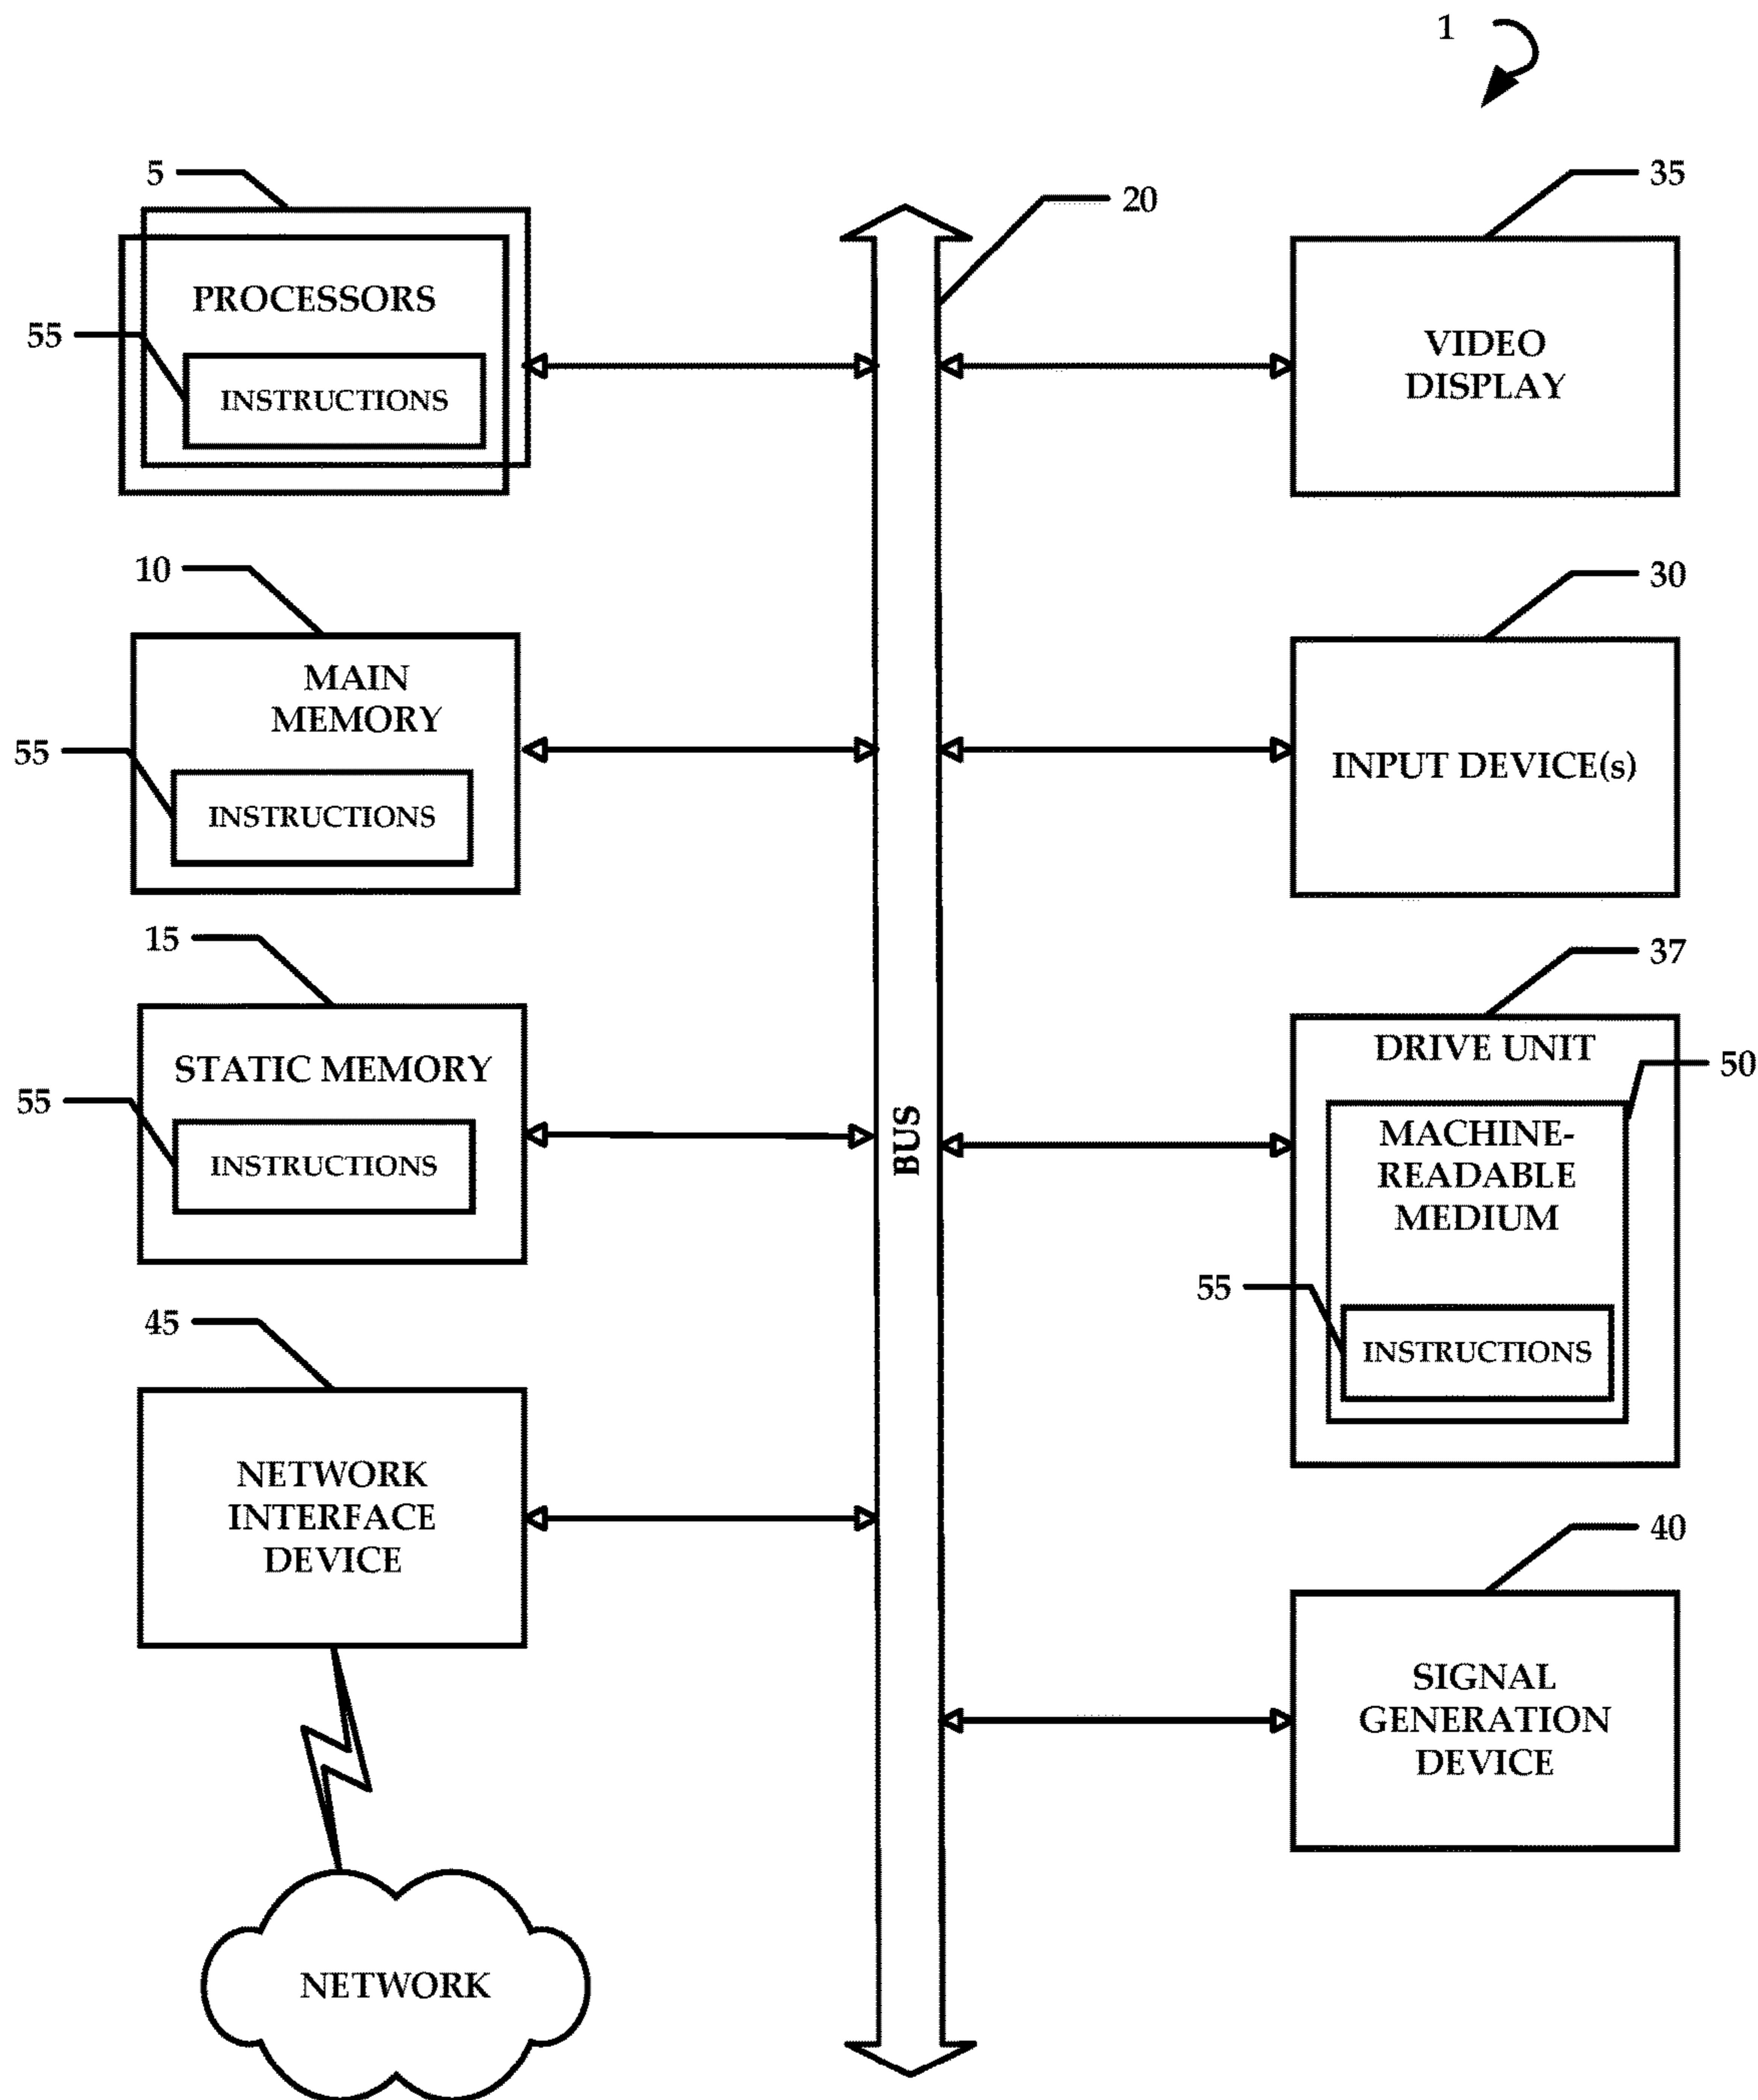 1
5
35
20
PROCESSORS
55
INSTRUCTIONS
VIDEO
DISPLAY
10
30
MAIN
MEMORY
55
INSTRUCTIONS
INPUT DEVICE(s)
15
37
STATIC MEMORY
55
INSTRUCTIONS
BUS
DRIVE UNIT
50
MACHINE-
READABLE
MEDIUM
55
INSTRUCTIONS
45
NETWORK
INTERFACE
DEVICE
40
SIGNAL
GENERATION
DEVICE
NETWORK